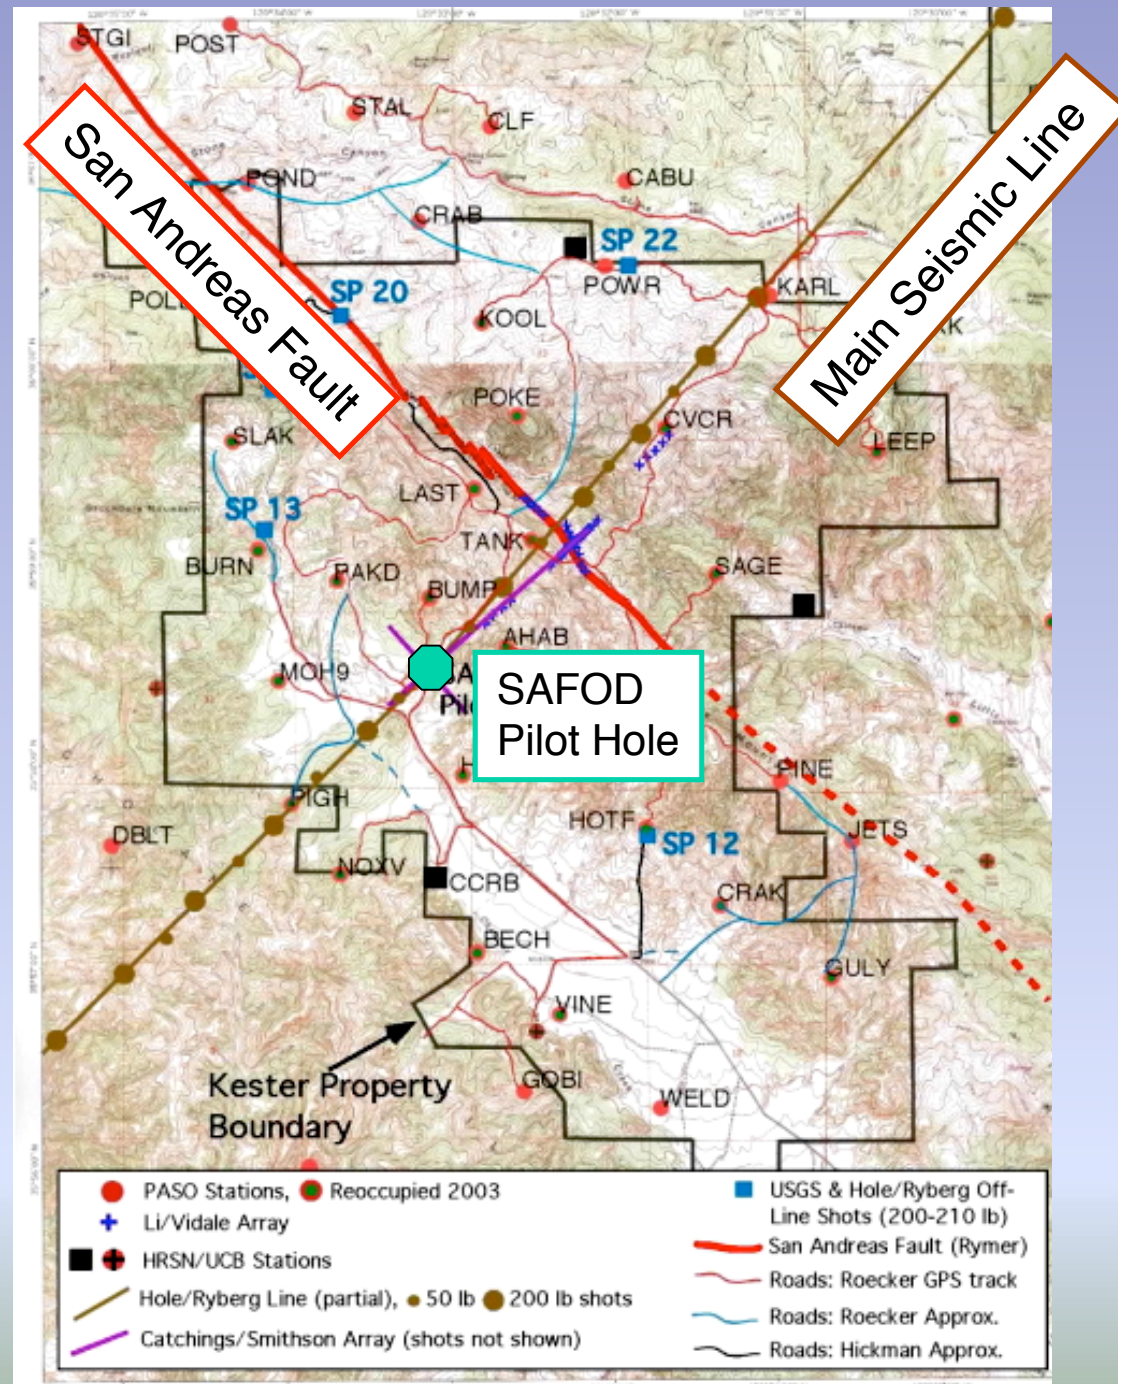 STGI
POST
STAL
CLF
San Andreas Fault
Main Seismic Line
POND
CABU
CRAB
SP 22
POWR
KARL
SP 20
KOOL
POKE
CVCR
SLAK
LEEP
LAST
SP 13
TANK
BURN
PAKD
BUMP
SAGE
AHAB
MOH9
SAFOD
Pilot Hole
PINE
PIGH
DBLT
HOTF
SP 12
JETS
NOXV
CCRB
CRAK
BECH
GULY
VINE
GOBI
WELD
Kester Property
Boundary
PASO Stations, Reoccupied 2003
Li/Vidale Array
HRSN/UCB Stations
Hole/Ryberg Line (partial), 50 lb 200 lb shots
Catchings/Smithson Array (shots not shown)
USGS & Hole/Ryberg Off-
Line Shots (200-210 lb)
San Andreas Fault (Rymer)
Roads: Roecker GPS track
Roads: Roecker Approx.
Roads: Hickman Approx.